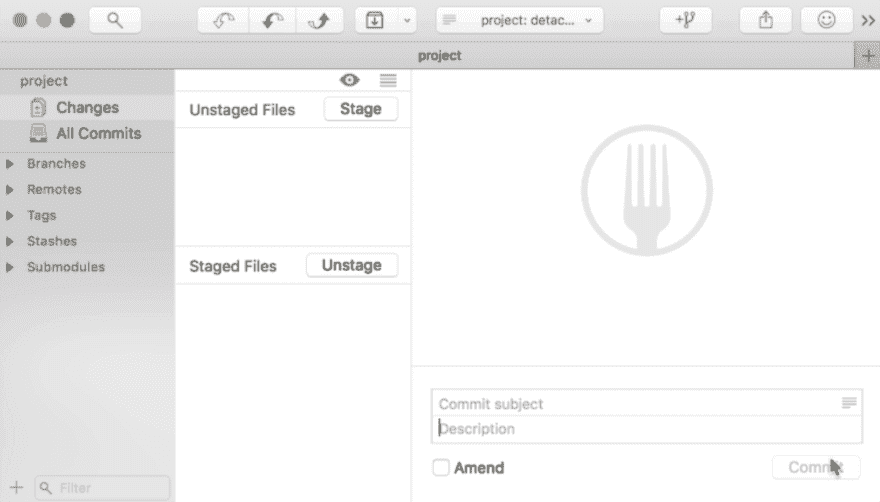 project: detac...
project
project
Changes
All Commits
Branches
Remotes
Tags
Stashes
Submodules
Filter
Unstaged Files
Stage
Staged Files
Unstage
Commit subject
Description
Amend
Commit